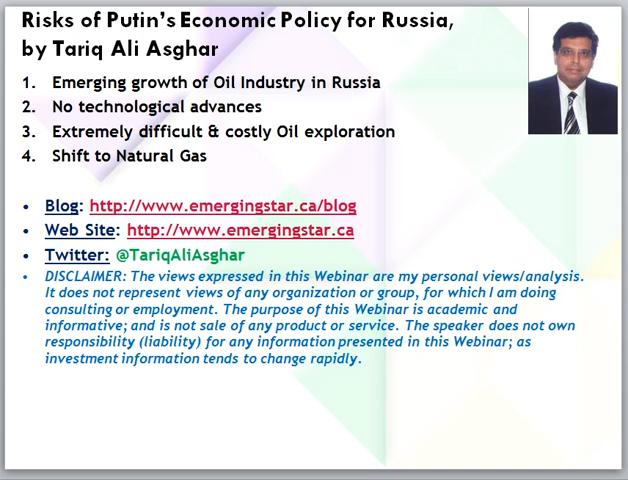 Risks of Putin's Economic Policy for Russia,
by Tariq Ali Asghar
1. Emerging growth of Oil Industry in Russia
2. No technological advances
3. Extremely difficult & costly Oil exploration
4. Shift to Natural Gas
• Blog: http://www.emergingstar.ca/blog
• Web Site: http://www.emergingstar.ca
• Twitter: @TariqAliAsghar
• DISCLAIMER: The views expressed in this Webinar are my personal views/analysis.
It does not represent views of any organization or group, for which I am doing
consulting or employment. The purpose of this Webinar is academic and
informative; and is not sale of any product or service. The speaker does not own
responsibility (liability) for any information presented in this Webinar; as
investment information tends to change rapidly.